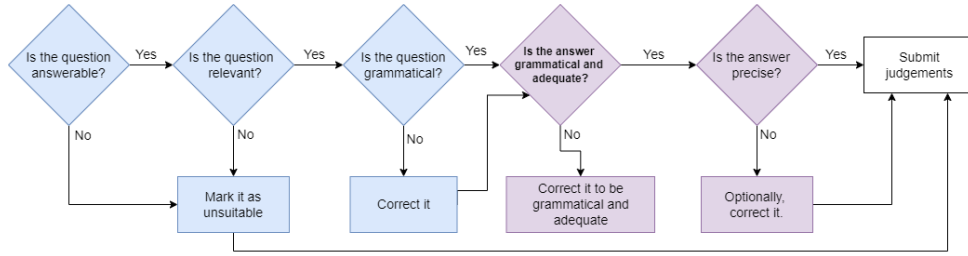 Is the question
answerable?
Yes
No
Is the question
relevant?
Yes
No
Mark it as
unsuitable
Is the question
grammatical?
Yes
No
Correct it
Is the answer
grammatical and
adequate?
Yes
No
Correct it to be
grammatical and
adequate
Is the answer
precise?
Yes
No
Optionally,
correct it.
Submit
judgements